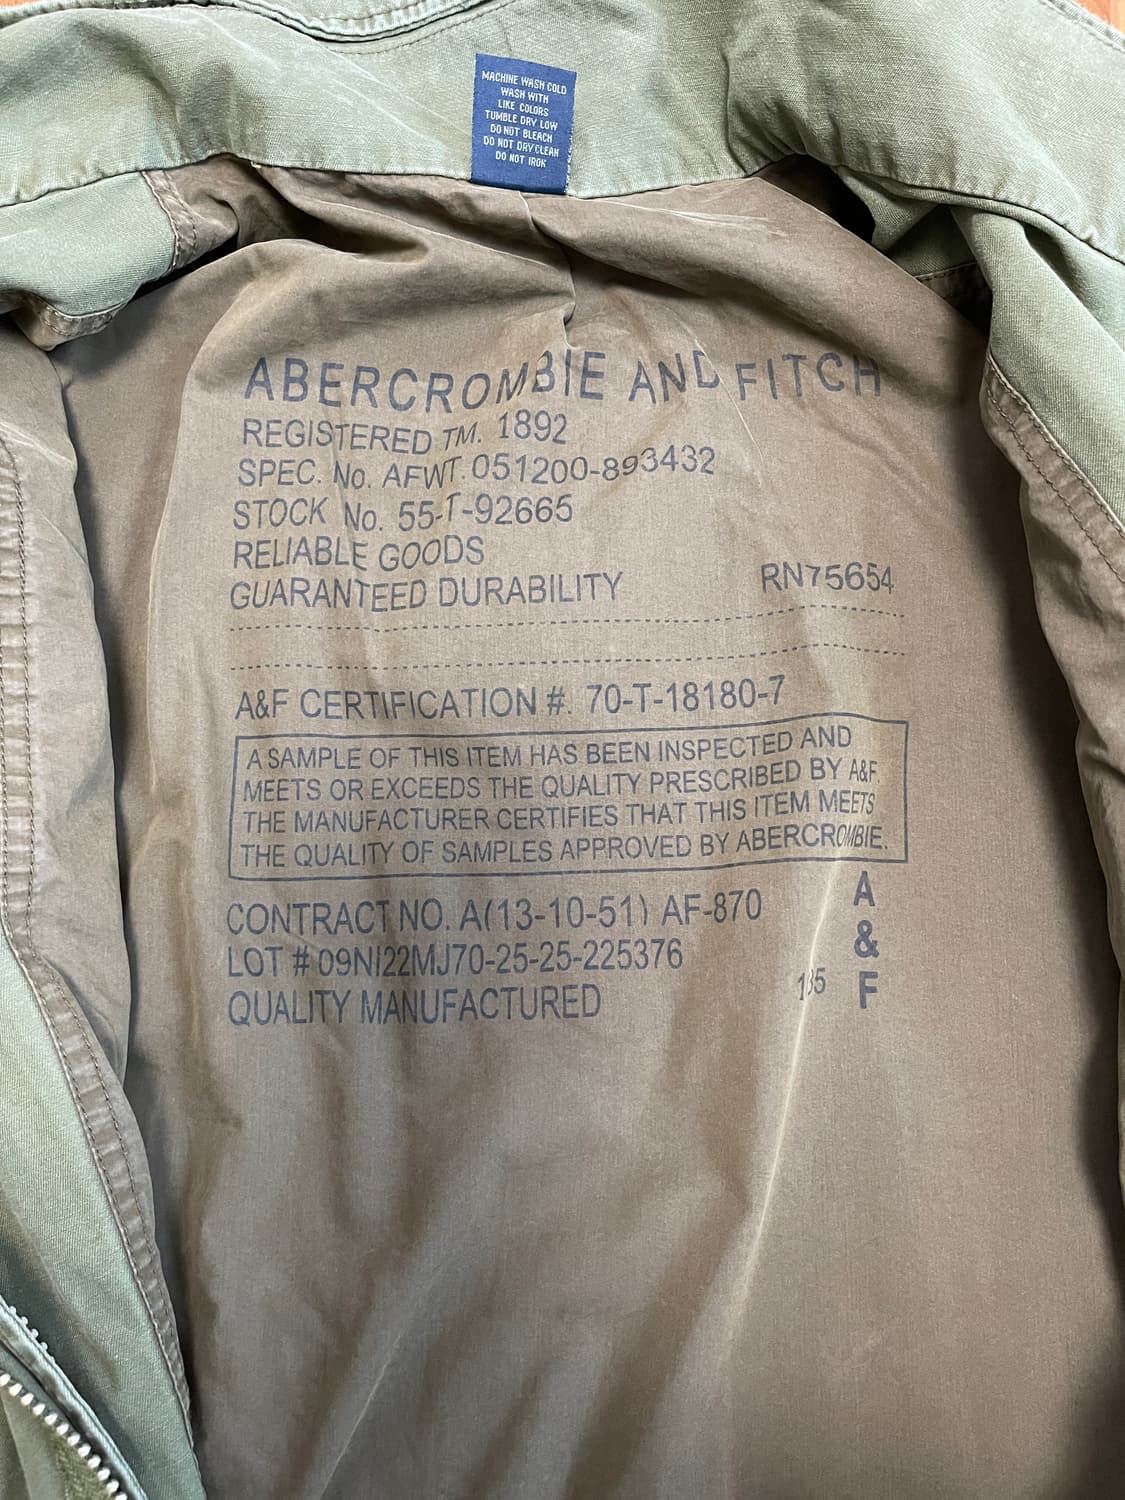 MACHINE WASH COLD
WASH WITH
LIKE COLORS
TUMBLE DRY LOW
DO NOT BLEACH
DO NOT DRYCLEAN
DO NOT IRON
ABERCROMBIE AND FITCH
REGISTERED TM. 1892
SPEC. No. AFWT. 051200-893432
STOCK No. 55-T-92665
RELIABLE GOODS
GUARANTEED DURABILITY RN75654
A&F CERTIFICATION #. 70-T-18180-7
A SAMPLE OF THIS ITEM HAS BEEN INSPECTED AND
MEETS OR EXCEEDS THE QUALITY PRESCRIBED BY A&F.
THE MANUFACTURER CERTIFIES THAT THIS ITEM MEETS
THE QUALITY OF SAMPLES APPROVED BY ABERCROMBIE.
CONTRACT NO. A(13-10-51) AF-870
LOT # 09NI22MJ70-25-25-225376
QUALITY MANUFACTURED
A
&
F